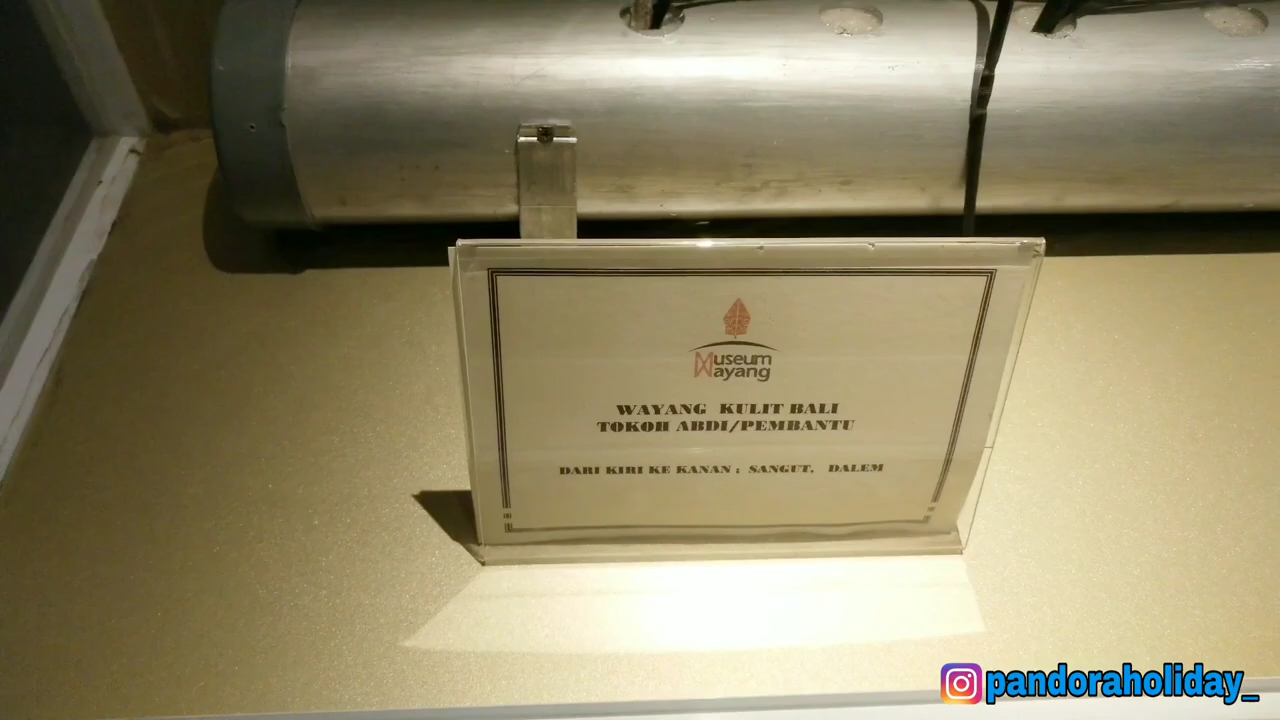 Museum
Wayang
WAYANG KULIT BALI
TOKOH ABDI/PEMBANTU
DARI KIRI KE KANAN : SANGUT, DALEM
pandoraholiday_